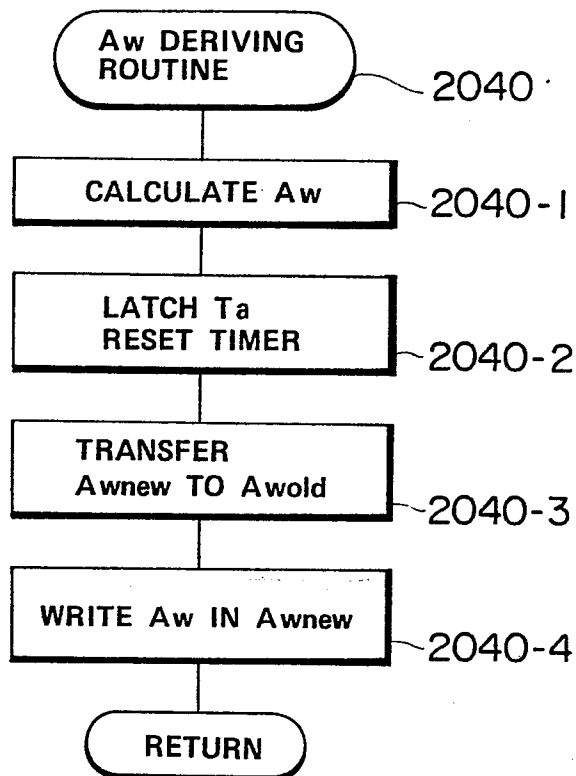 Aw DERIVING
ROUTINE
2040
CALCULATE Aw
2040-1
LATCH Ta
RESET TIMER
2040-2
TRANSFER
Awnew TO Awold
2040-3
WRITE Aw IN Awnew
2040-4
RETURN